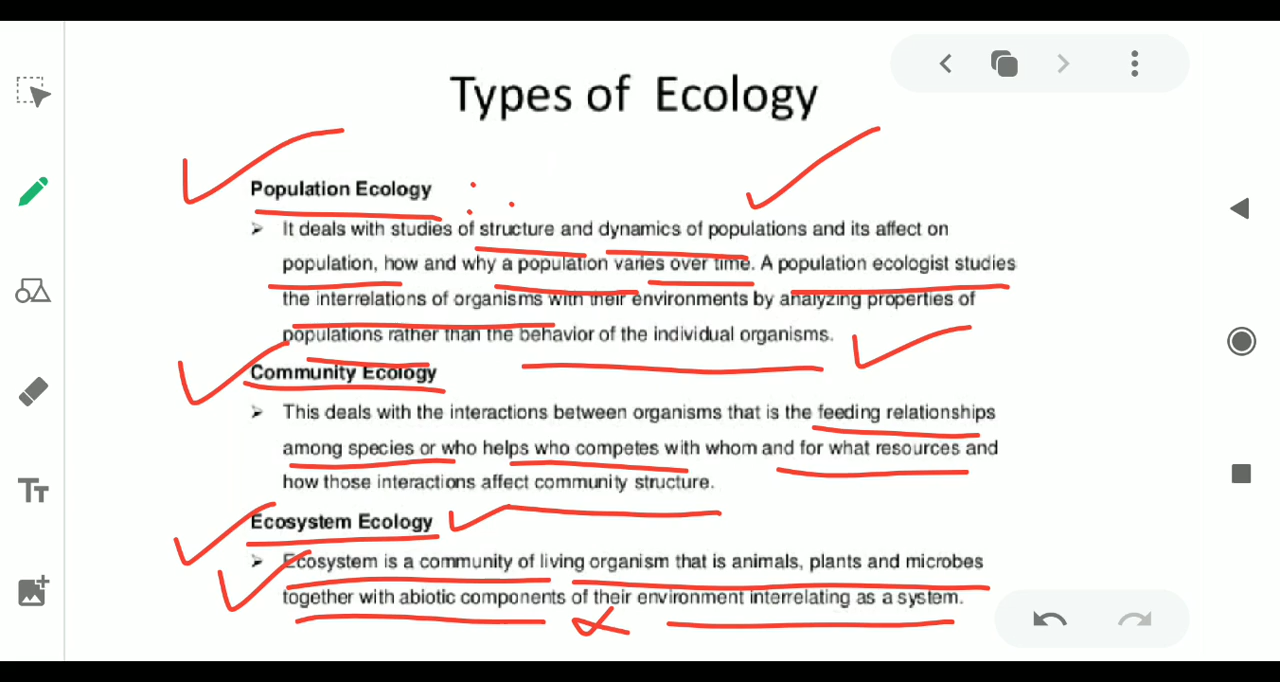 Types of Ecology
Population Ecology
➢ It deals with studies of structure and dynamics of populations and its affect on
population, how and why a population varies over time. A population ecologist studies
the interrelations of organisms with their environments by analyzing properties of
populations rather than the behavior of the individual organisms.
Community Ecology
➢ This deals with the interactions between organisms that is the feeding relationships
among species or who helps who competes with whom and for what resources and
how those interactions affect community structure.
Ecosystem Ecology
➢ Ecosystem is a community of living organism that is animals, plants and microbes
together with abiotic components of their environment interrelating as a system.
TT